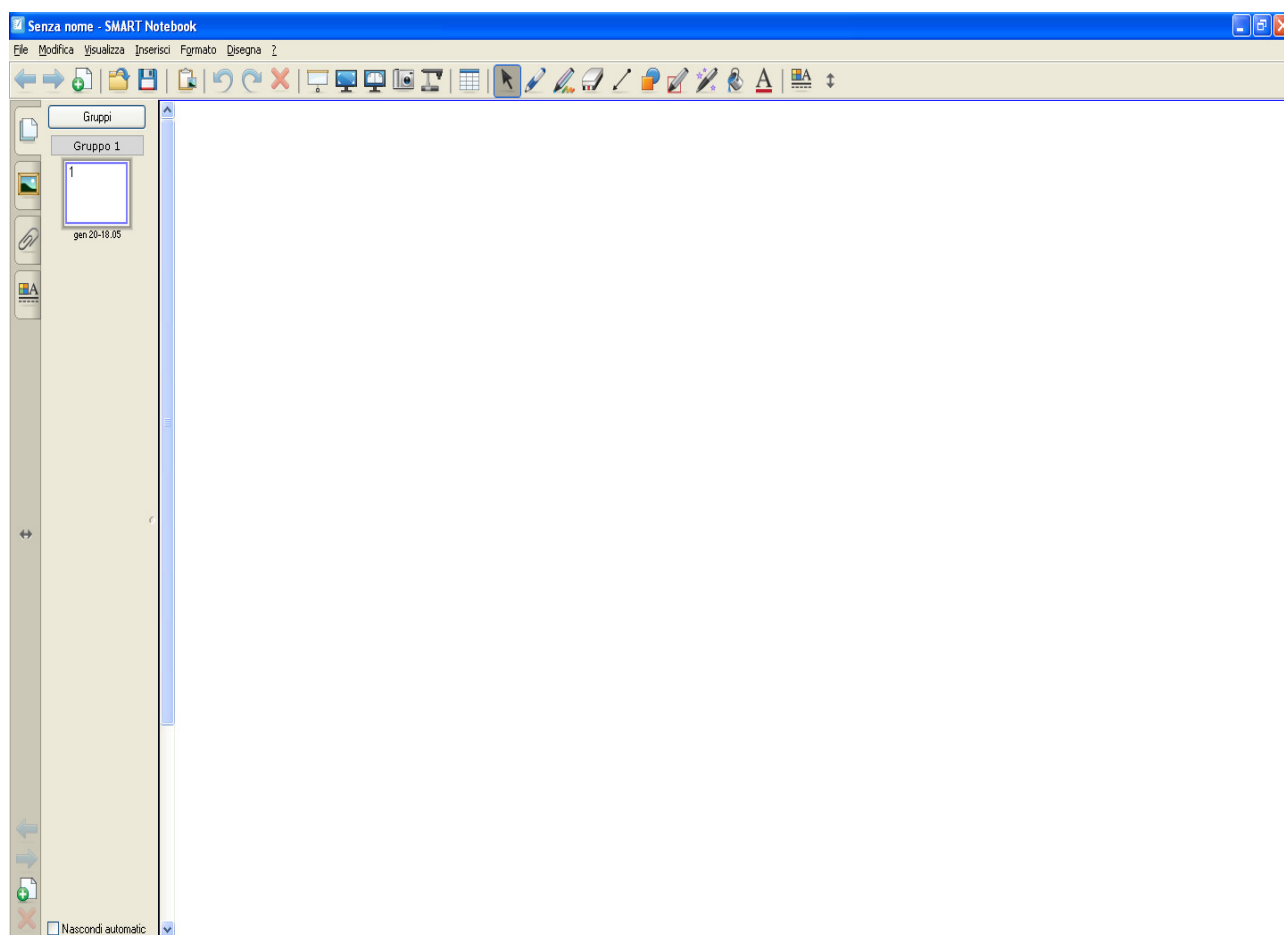 Senza nome - SMART Notebook
File Modifica Visualizza Inserisci Formato Disegna ?
Gruppi
Gruppo 1
1
gen 20-18.05
Nascondi automatic